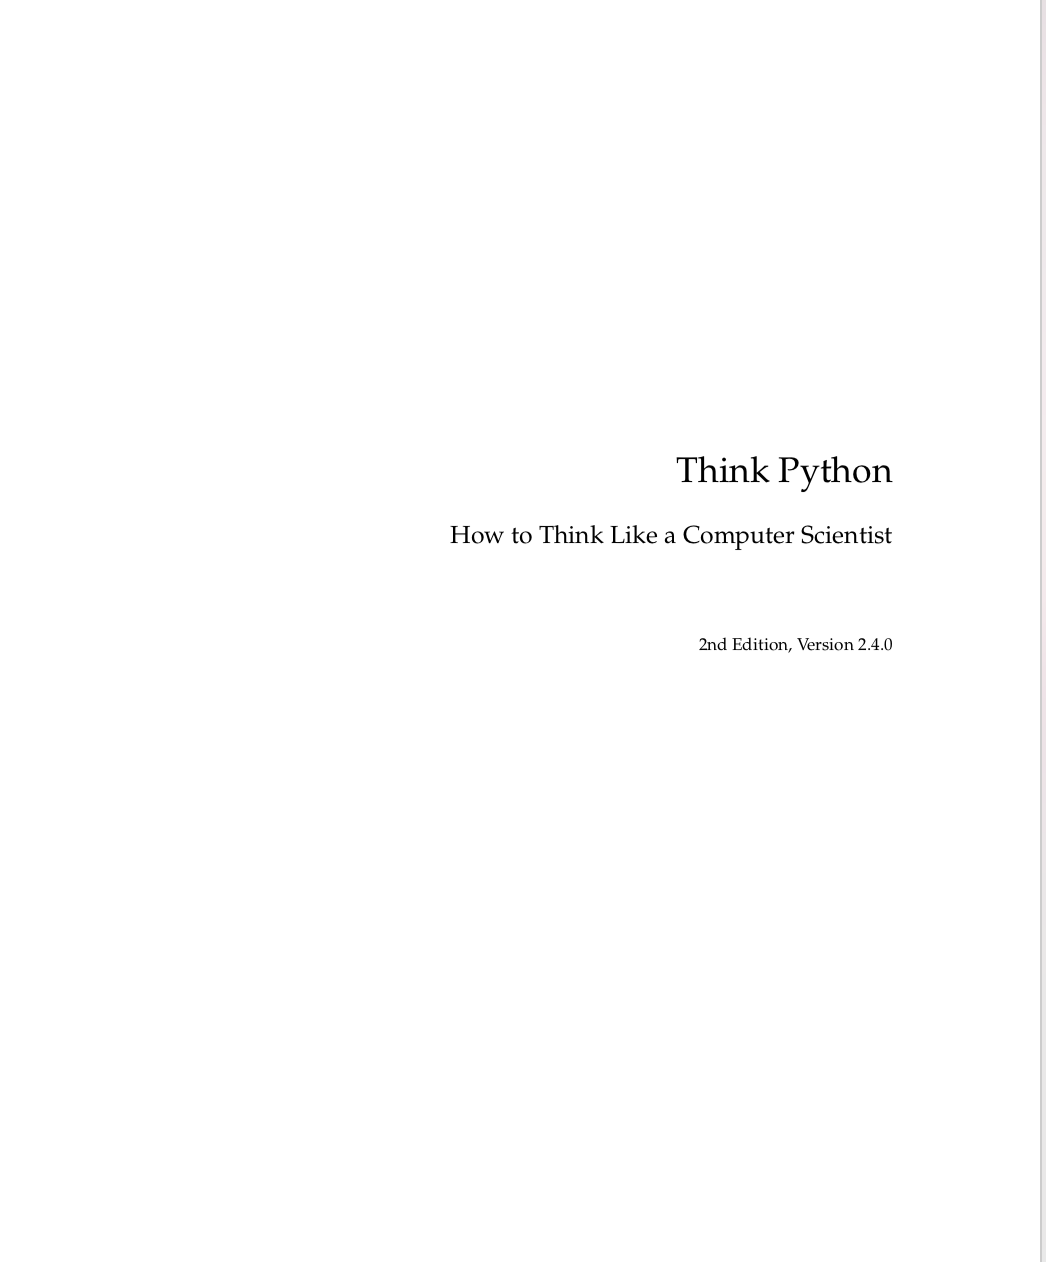 Think Python
How to Think Like a Computer Scientist
2nd Edition, Version 2.4.0